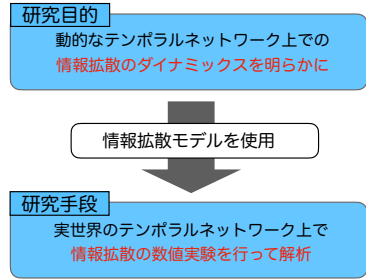 研究目的
動的なテンポラルネットワーク上での
情報拡散のダイナミックスを明らかに
情報拡散モデルを使用
研究手段
実世界のテンポラルネットワーク上で
情報拡散の数値実験を行って解析